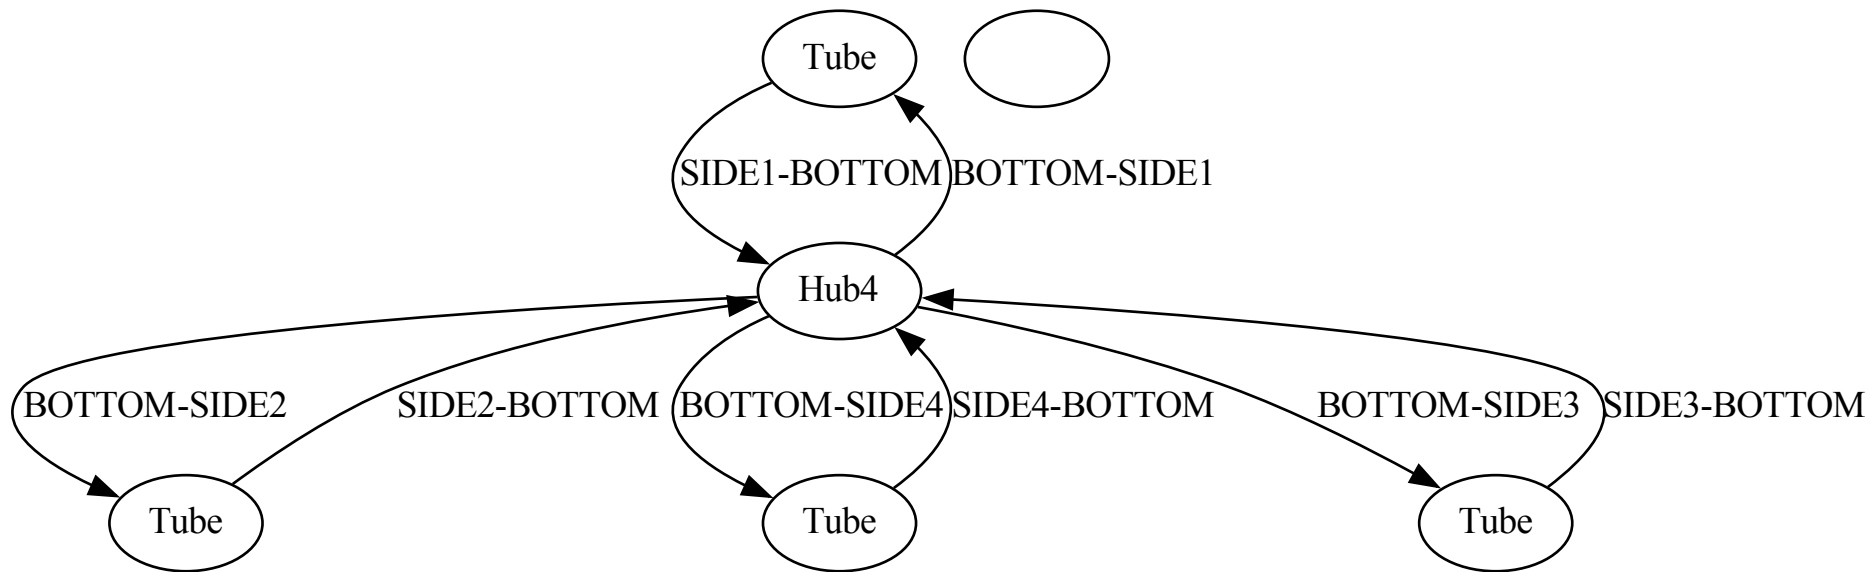 Tube
SIDE1-BOTTOM
BOTTOM-SIDE1
Hub4
BOTTOM-SIDE2
SIDE2-BOTTOM
BOTTOM-SIDE4
SIDE4-BOTTOM
BOTTOM-SIDE3
SIDE3-BOTTOM
Tube
Tube
Tube